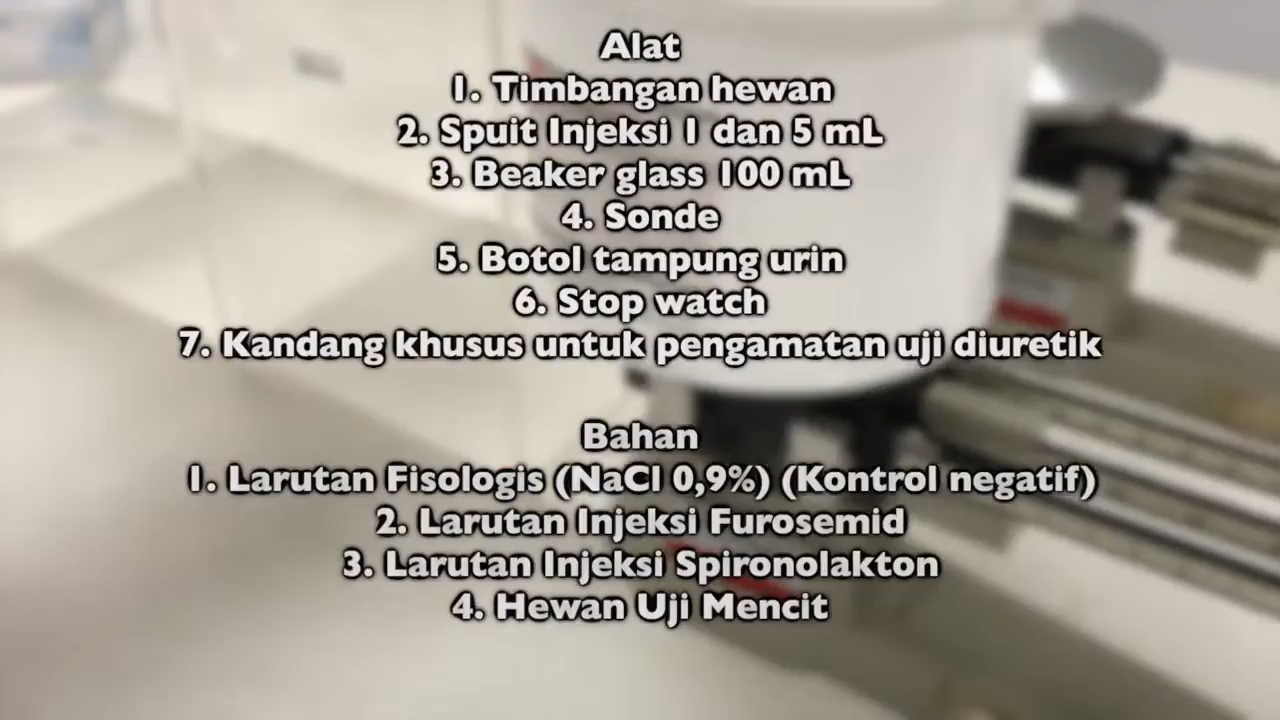 Alat
1. Timbangan hewan
2. Spuit Injeksi 1 dan 5 mL
3. Beaker glass 100 mL
4. Sonde
5. Botol tampung urin
6. Stop watch
7. Kandang khusus untuk pengamatan uji diuretik
Bahan
1. Larutan Fisologis (NaCl 0,9%) (Kontrol negatif)
2. Larutan Injeksi Furosemid
3. Larutan Injeksi Spironolakton
4. Hewan Uji Mencit